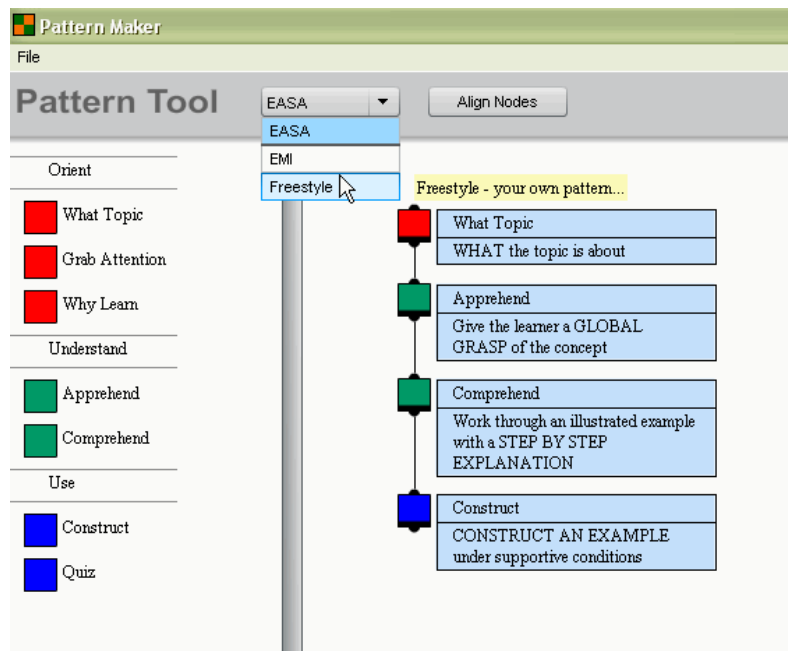 Pattern Maker
File
Pattern Tool
EASA
Align Nodes
EASA
EMI
Freestyle
Orient
What Topic
Grab Attention
Why Learn
Understand
Apprehend
Comprehend
Use
Construct
Quiz
Freestyle - your own pattern...
What Topic
WHAT the topic is about
Apprehend
Give the learner a GLOBAL
GRASP of the concept
Comprehend
Work through an illustrated example
with a STEP BY STEP
EXPLANATION
Construct
CONSTRUCT AN EXAMPLE
under supportive conditions